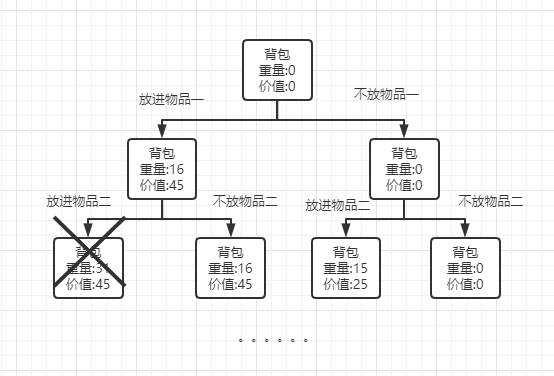 背包
重量:0
价值:0
放进物品一
不放物品一
背包
重量:16
价值:45
背包
重量:0
价值:0
放进物品二
不放物品二
放进物品二
不放物品二
背包
重量:31
价值:45
背包
重量:16
价值:45
背包
重量:15
价值:25
背包
重量:0
价值:0
。。。。。。